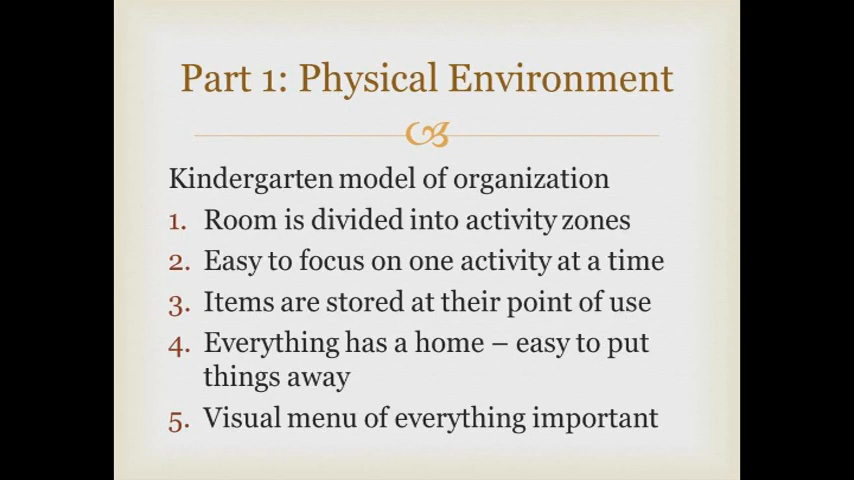 Part 1: Physical Environment
Kindergarten model of organization
1. Room is divided into activity zones
2. Easy to focus on one activity at a time
3. Items are stored at their point of use
4. Everything has a home – easy to put
things away
5. Visual menu of everything important